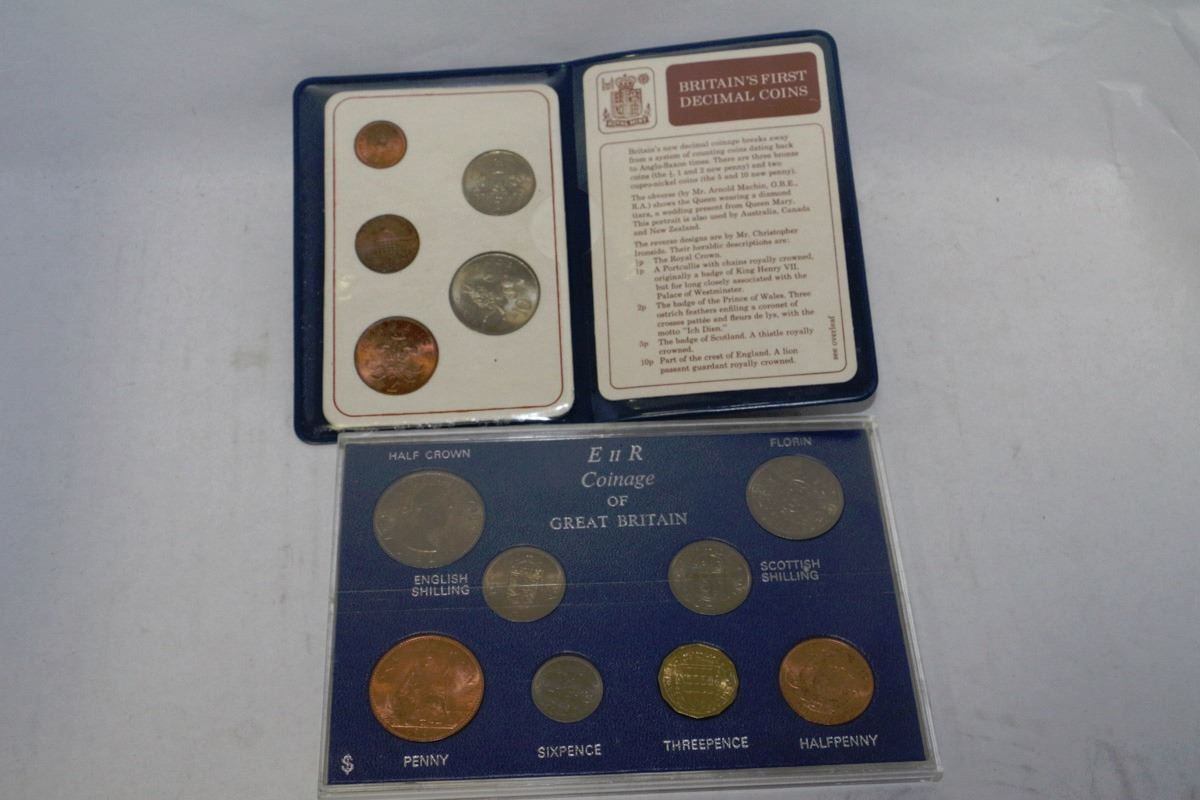 ROYAL MINT
BRITAIN'S FIRST
DECIMAL COINS
Britain's new decimal coinage breaks away
from a system of counting coins dating back
to Anglo-Saxon times. There are three bronze
coins (the ½, 1 and 2 new penny) and two
cupro-nickel coins (the 5 and 10 new penny).
The obverse (by Mr. Arnold Machin, O.B.E.,
R.A.) shows the Queen wearing a diamond
tiara, a wedding present from Queen Mary.
This portrait is also used by Australia, Canada
and New Zealand.
The reverse designs are by Mr. Christopher
Ironside. Their heraldic descriptions are:
½p The Royal Crown.
1p A Portcullis with chains royally crowned,
originally a badge of King Henry VII.
but for long closely associated with the
Palace of Westminster.
2p The badge of the Prince of Wales. Three
ostrich feathers enfiling a coronet of
crosses pattée and fleurs de lys, with the
motto "Ich Dien."
5p The badge of Scotland. A thistle royally
crowned.
10p Part of the crest of England. A lion
passant guardant royally crowned.
see overleaf
HALF CROWN
E II R
Coinage
OF
GREAT BRITAIN
FLORIN
ENGLISH
SHILLING
SCOTTISH
SHILLING
PENNY
SIXPENCE
THREEPENCE
HALFPENNY
$